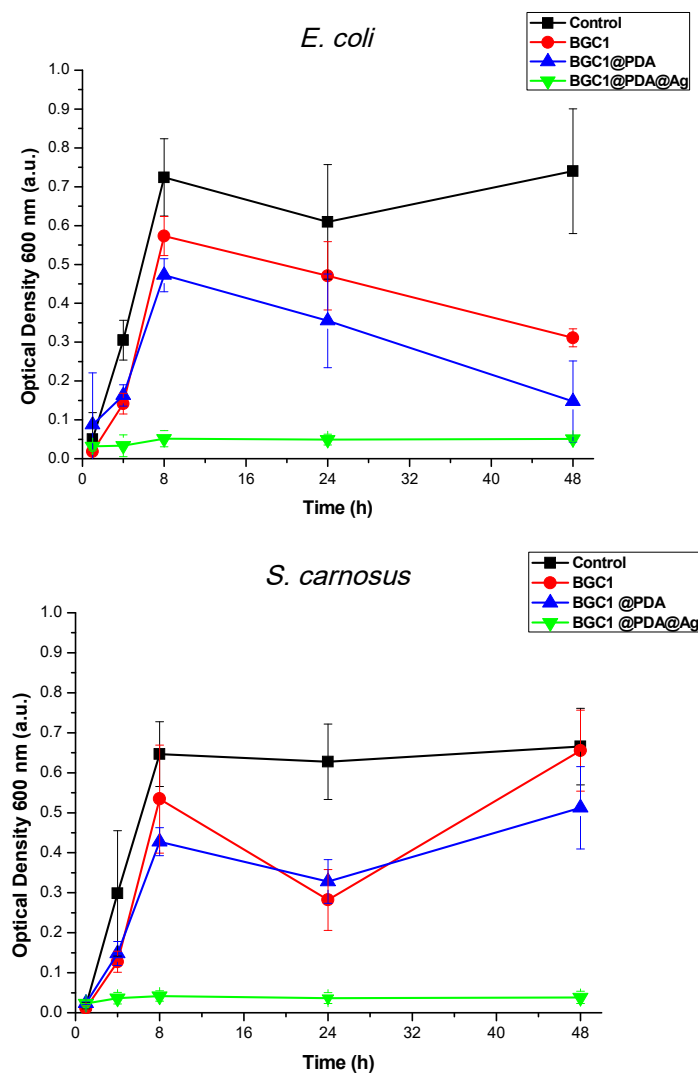 E. coli
Control
BGC1
BGC1@PDA
BGC1@PDA@Ag
1.0
0.9
0.8
0.7
0.6
0.5
0.4
0.3
0.2
0.1
0.0
Optical Density 600 nm (a.u.)
0 8 16 24 32 40 48
Time (h)
S. carnosus
Control
BGC1
BGC1 @PDA
BGC1 @PDA@Ag
1.0
0.9
0.8
0.7
0.6
0.5
0.4
0.3
0.2
0.1
0.0
Optical Density 600 nm (a.u.)
0 8 16 24 32 40 48
Time (h)